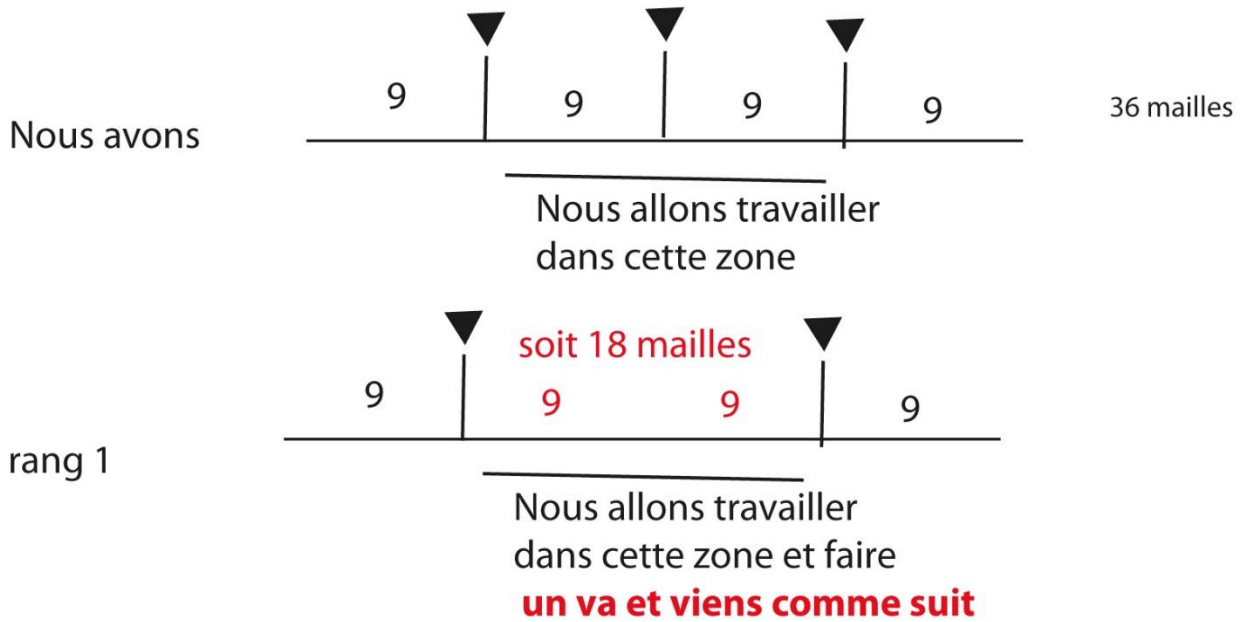 9 9 9 9
36 mailles
Nous avons
Nous allons travailler
dans cette zone
soit 18 mailles
9 9 9 9
rang 1
Nous allons travailler
dans cette zone et faire
un va et viens comme suit